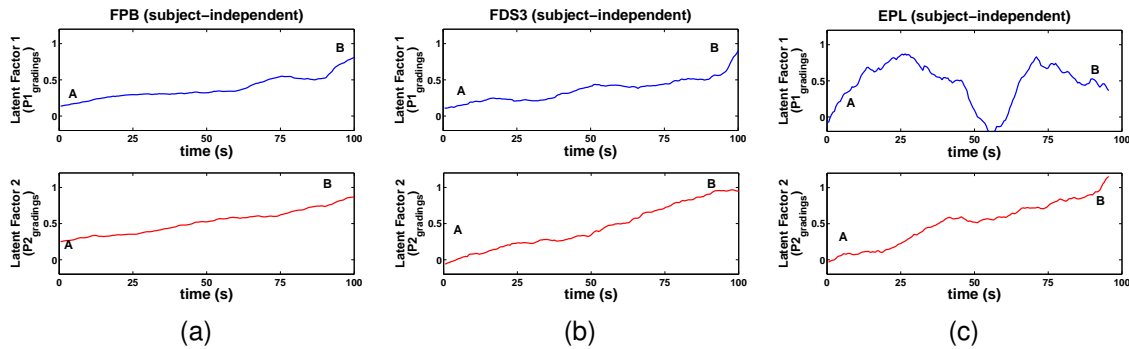 FPB (subject−independent)
Latent Factor 1
(P1gradings)
1
0.5
0
A
B
0 25 50 75 100
time (s)
Latent Factor 2
(P2gradings)
1
0.5
0
A
B
0 25 50 75 100
time (s)
(a)
FDS3 (subject−independent)
Latent Factor 1
(P1gradings)
1
0.5
0
A
B
0 25 50 75 100
time (s)
Latent Factor 2
(P2gradings)
1
0.5
0
A
B
0 25 50 75 100
time (s)
(b)
EPL (subject−independent)
Latent Factor 1
(P1gradings)
1
0.5
0
A
B
0 25 50 75 100
time (s)
Latent Factor 2
(P2gradings)
1
0.5
0
A
B
0 25 50 75 100
time (s)
(c)